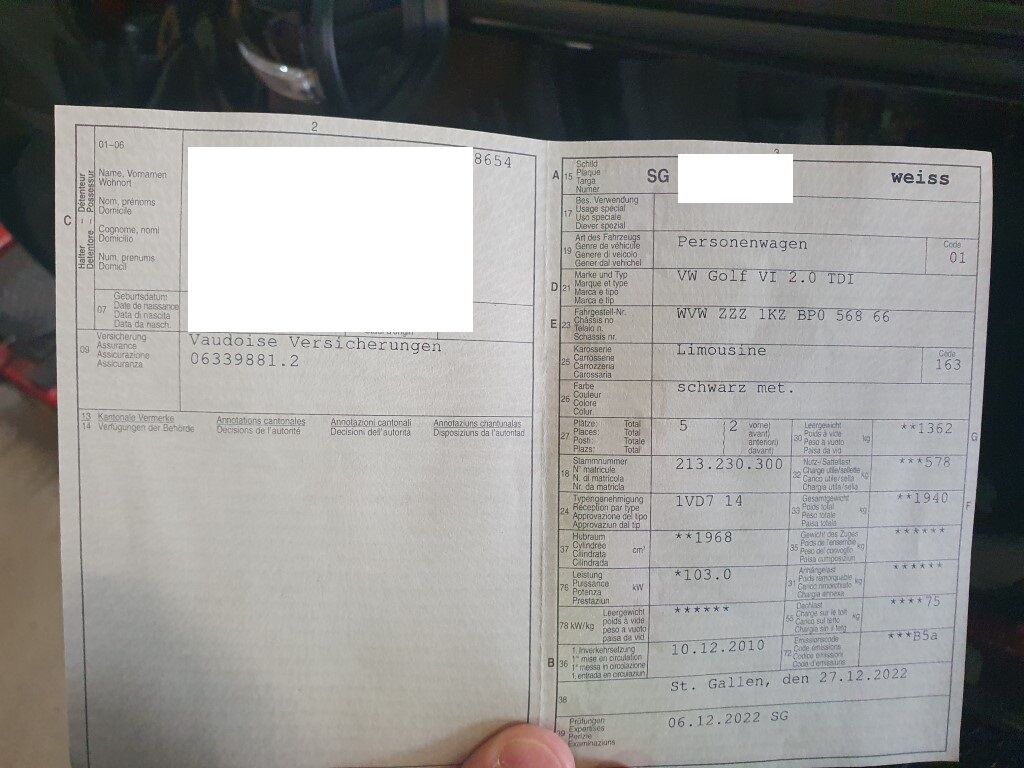 2
01–06
8654
C
Halter – Détenteur
Detentore – Possessur
Name, Vornamen
Wohnort
Nom, prénoms
Domicile
Cognome, nomi
Domicilio
Num, prenums
Domicil
07
Geburtsdatum
Date de naissance
Data di nascita
Data da nasch.
09
Versicherung
Assurance
Assicurazione
Assicuranza
Vaudoise Versicherungen
06339881.2
13 Kantonale Vermerke
14 Verfügungen der Behörde
Annotations cantonales
Décisions de l'autorité
Annotazioni cantonali
Decisioni dell'autorità
Annotaziuns chantunalas
Disposiziuns da l'autoritad
A 15
Schild
Plaque
Targa
Numer
SG
weiss
17
Bes. Verwendung
Usage spécial
Uso speciale
Diever spezial
19
Art des Fahrzeugs
Genre de véhicule
Genere di veicolo
Gener dal vehichel
Personenwagen
Code
01
D 21
Marke und Typ
Marque et type
Marca e tipo
Marca e tip
VW Golf VI 2.0 TDI
E 23
Fahrgestell-Nr.
Châssis no
Telaio n.
Schassis nr.
WVW ZZZ 1KZ BP0 568 66
25
Karosserie
Carrosserie
Carrozzeria
Carossaria
Limousine
Code
163
26
Farbe
Couleur
Colore
Colur
schwarz met.
27
Plätze: Total
Places: Total
Posti: Totale
Plazs: Total
5
2
vorne)
avant)
anteriori)
davant)
30
Leergewicht
Poids à vide
Peso a vuoto
Paisa da vid
kg
**1362
G
18
Stammnummer
N° matricule
N. di matricola
Nr. da matricla
213.230.300
32
Nutz-/Sattellast
Charge utile/sellette
Carico utile/sella
Chargia utile/sella
kg
***578
24
Typengenehmigung
Réception par type
Approvazione del tipo
Approvaziun dal tip
1VD7 14
33
Gesamtgewicht
Poids total
Peso totale
Paisa totala
kg
**1940
F
37
Hubraum
Cylindrée
Cilindrata
Cilindrada
cm³
**1968
35
Gewicht des Zuges
Poids de l'ensemble
Peso del convoglio
Paisa cumposiziun
kg
******
76
Leistung
Puissance
Potenza
Prestaziun
kW
*103.0
31
Anhängelast
Poids remorquable
Carico rimorchiato
Chargia annexa
kg
******
78 kW/kg
Leergewicht
poids à vide
peso a vuoto
paisa da vid
******
55
Dachlast
Charge sur le toit
Carico sul tetto
Chargia sin il tetg
kg
****75
B 36
1. Inverkehrsetzung
1re mise en circulation
1a messa in circolazione
1. entrada en circulaziun
10.12.2010
72
Emissionscode
Code émissions
Codice emissioni
Code d'emissiuns
***B5a
38
St. Gallen, den 27.12.2022
39
Prüfungen
Expertises
Perizie
Examinaziuns
06.12.2022 SG